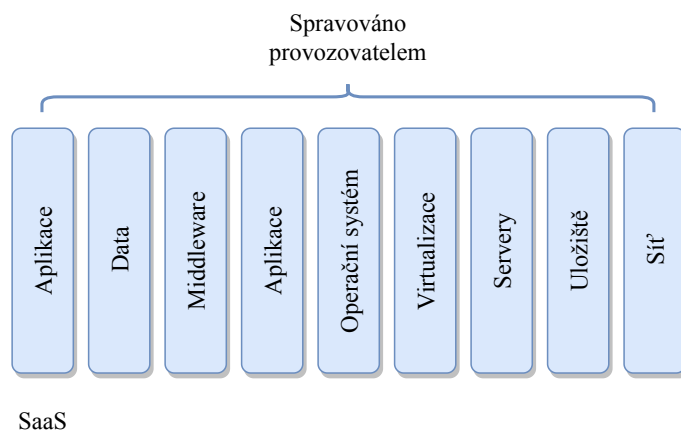 Spravováno
provozovatelem
Aplikace
Data
Middleware
Aplikace
Operační systém
Virtualizace
Servery
Uložiště
Síť
SaaS